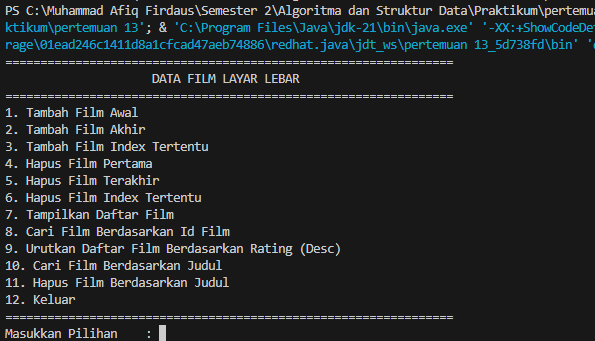 PS C:\Muhammad Afiq Firdaus\Semester 2\Algoritma dan Struktur Data\Praktikum\pertemua
ktikum\pertemuan 13'; & 'C:\Program Files\Java\jdk-21\bin\java.exe' '-XX:+ShowCodeDet
rage\01ead246c1411d8a1cfcad47aeb74886\redhat.java\jdt_ws\pertemuan 13_5d738fd\bin'
================================================================
DATA FILM LAYAR LEBAR
================================================================
1. Tambah Film Awal
2. Tambah Film Akhir
3. Tambah Film Index Tertentu
4. Hapus Film Pertama
5. Hapus Film Terakhir
6. Hapus Film Index Tertentu
7. Tampilkan Daftar Film
8. Cari Film Berdasarkan Id Film
9. Urutkan Daftar Film Berdasarkan Rating (Desc)
10. Cari Film Berdasarkan Judul
11. Hapus Film Berdasarkan Judul
12. Keluar
================================================================
Masukkan Pilihan    :